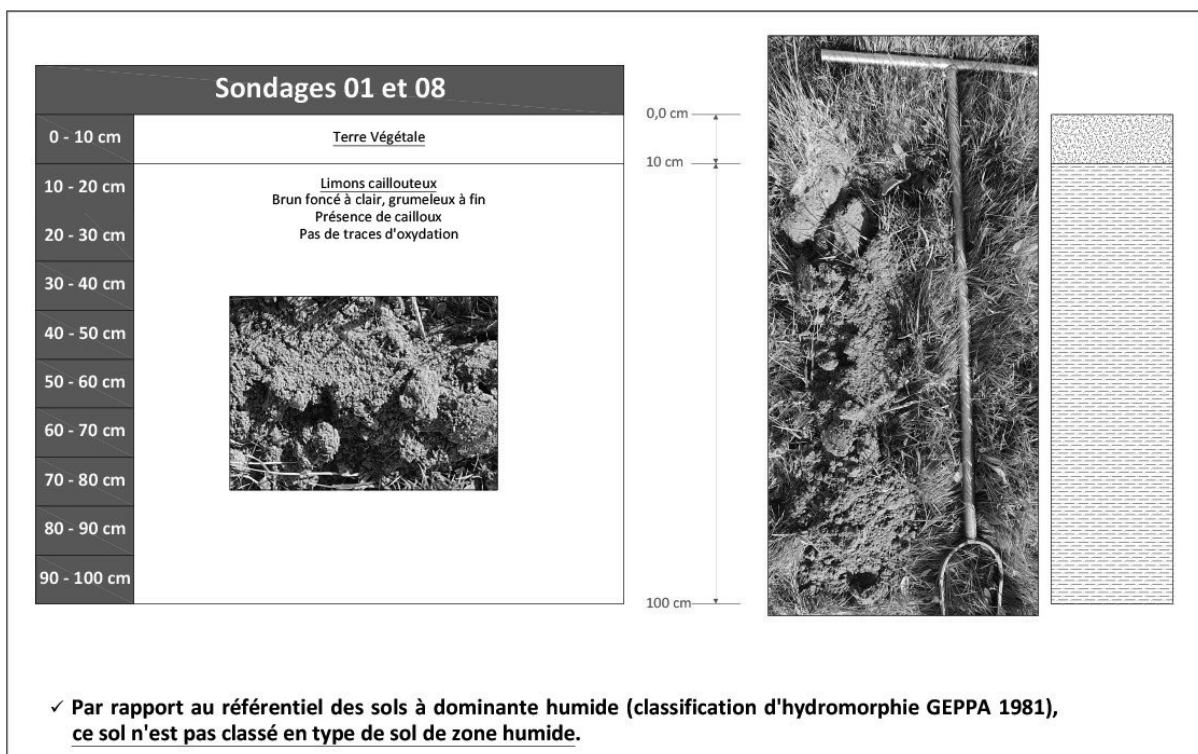 Sondages 01 et 08
0 - 10 cm
Terre Végétale
10 - 20 cm
Limons caillouteux
Brun foncé à clair, grumeleux à fin
Présence de cailloux
20 - 30 cm
Pas de traces d'oxydation
30 - 40 cm
40 - 50 cm
50 - 60 cm
60 - 70 cm
70 - 80 cm
80 - 90 cm
90 - 100 cm
0,0 cm
10 cm
100 cm
✓ Par rapport au référentiel des sols à dominante humide (classification d'hydromorphie GEPPA 1981),
ce sol n'est pas classé en type de sol de zone humide.